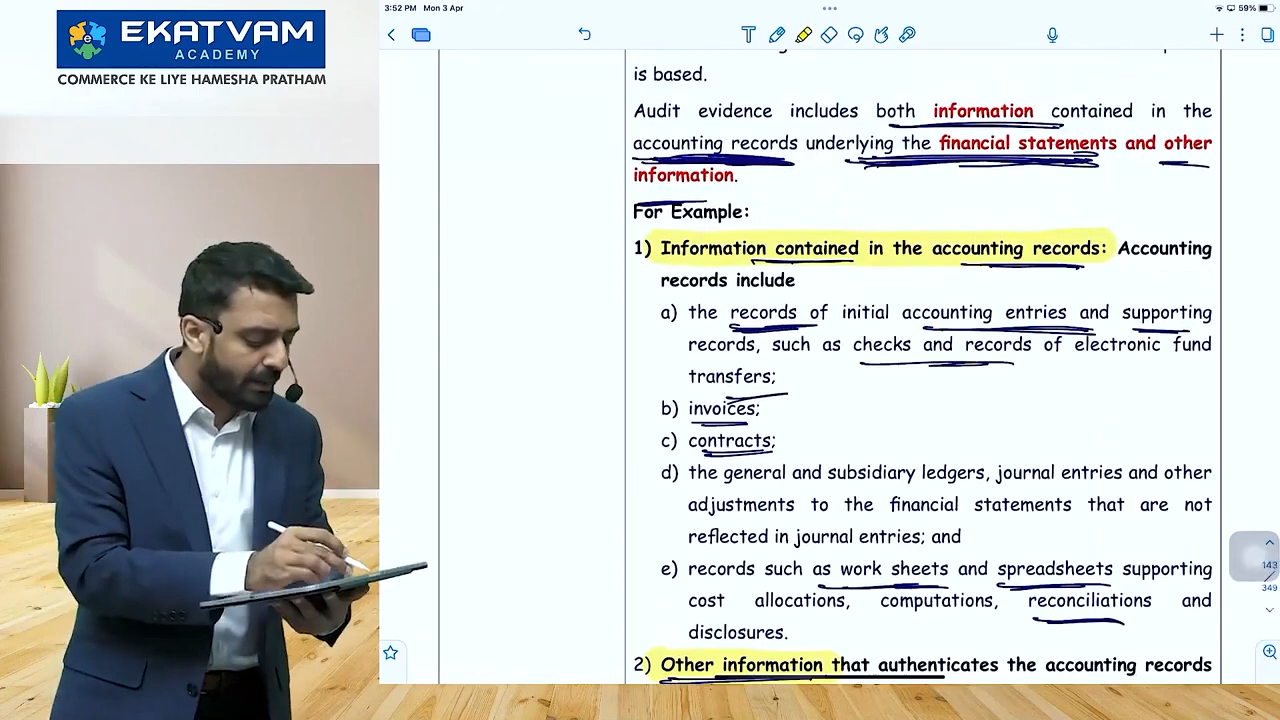 EKATVAM
ACADEMY
COMMERCE KE LIYE HAMESHA PRATHAM
3:52 PM Mon 3 Apr
59%
is based.
Audit evidence includes both information contained in the
accounting records underlying the financial statements and other
information.
For Example:
1) Information contained in the accounting records: Accounting
records include
a) the records of initial accounting entries and supporting
records, such as checks and records of electronic fund
transfers;
b) invoices;
c) contracts;
d) the general and subsidiary ledgers, journal entries and other
adjustments to the financial statements that are not
reflected in journal entries; and
e) records such as work sheets and spreadsheets supporting
cost allocations, computations, reconciliations and
disclosures.
2) Other information that authenticates the accounting records
143
349